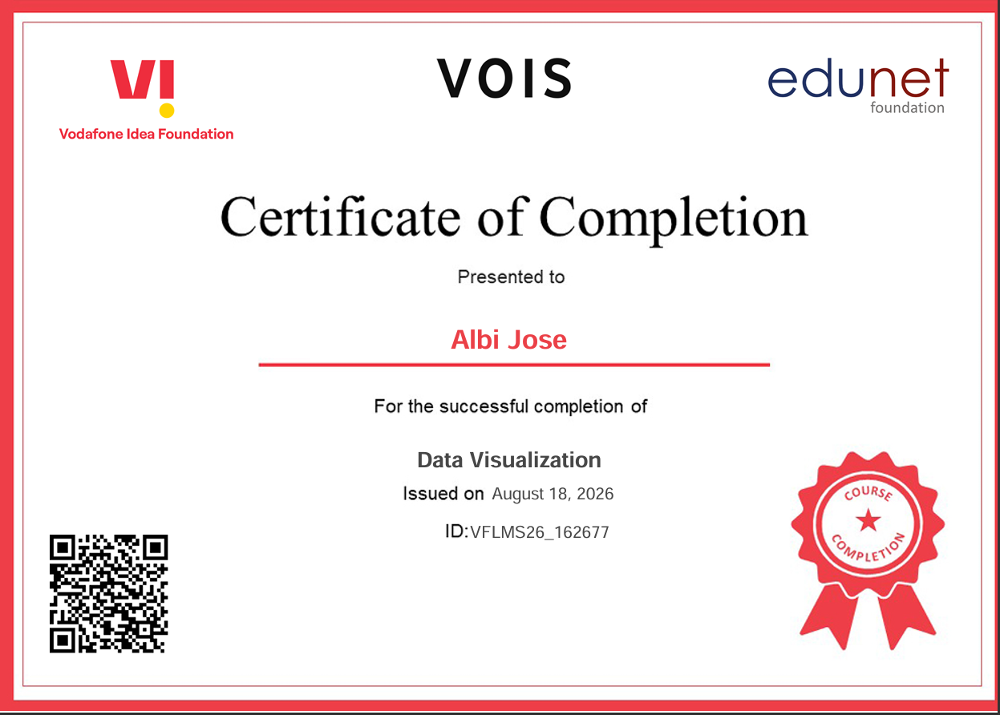 VI
Vodafone Idea Foundation
VOIS
edunet
foundation
Certificate of Completion
Presented to
Albi Jose
For the successful completion of
Data Visualization
Issued on August 18, 2026
ID:VFLMS26_162677
COURSE
COMPLETION